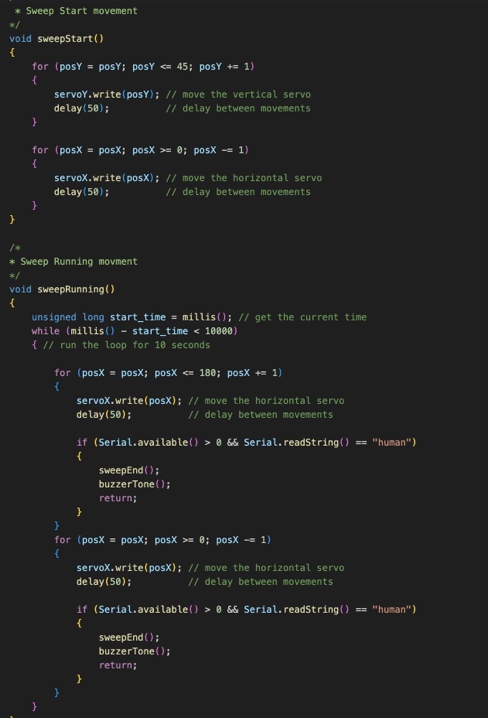 * Sweep Start movement
*/
void sweepStart()
{
for (posY = posY; posY <= 45; posY += 1)
{
servoY.write(posY); // move the vertical servo
delay(50); // delay between movements
}
for (posX = posX; posX >= 0; posX -= 1)
{
servoX.write(posX); // move the horizontal servo
delay(50); // delay between movements
}
}
/*
* Sweep Running movment
*/
void sweepRunning()
{
unsigned long start_time = millis(); // get the current time
while (millis() - start_time < 10000)
{ // run the loop for 10 seconds
for (posX = posX; posX <= 180; posX += 1)
{
servoX.write(posX); // move the horizontal servo
delay(50); // delay between movements
if (Serial.available() > 0 && Serial.readString() == "human")
{
sweepEnd();
buzzerTone();
return;
}
}
for (posX = posX; posX >= 0; posX -= 1)
{
servoX.write(posX); // move the horizontal servo
delay(50); // delay between movements
if (Serial.available() > 0 && Serial.readString() == "human")
{
sweepEnd();
buzzerTone();
return;
}
}
}